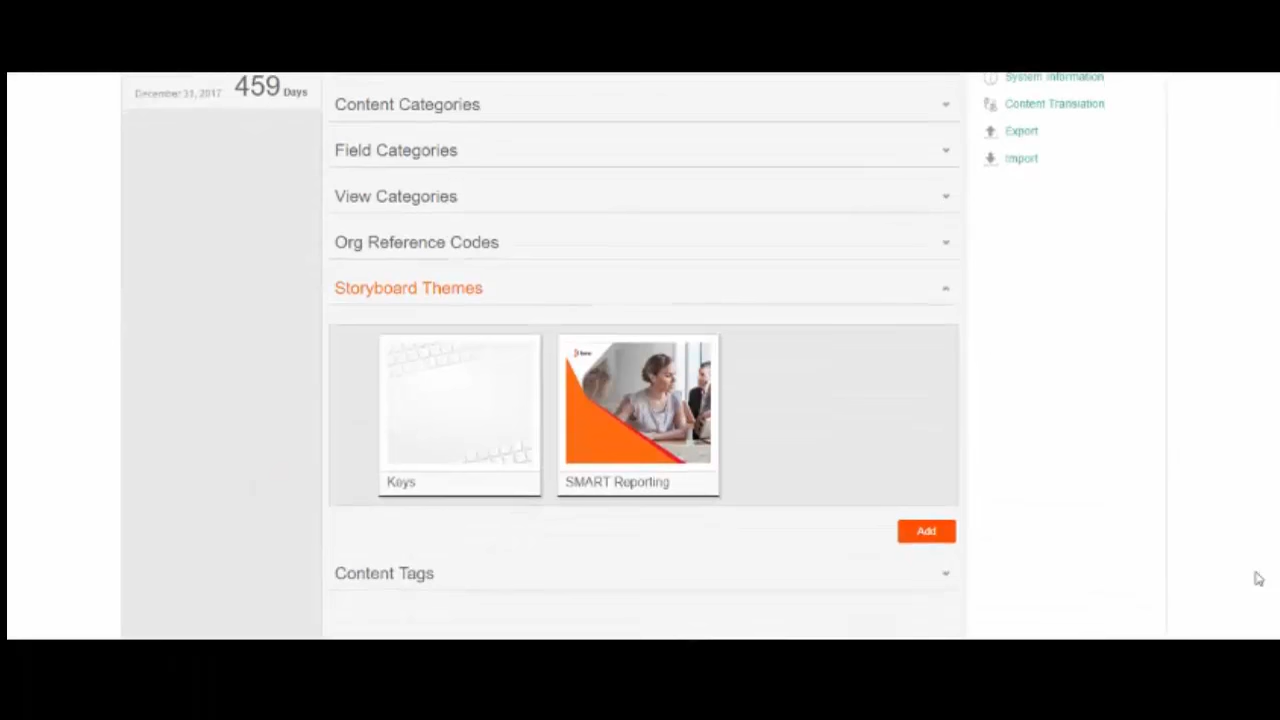 December 31, 2017 459 Days
Content Categories
Field Categories
View Categories
Org Reference Codes
Storyboard Themes
Keys
SMART Reporting
Add
Content Tags
System Information
Content Translation
Export
Import